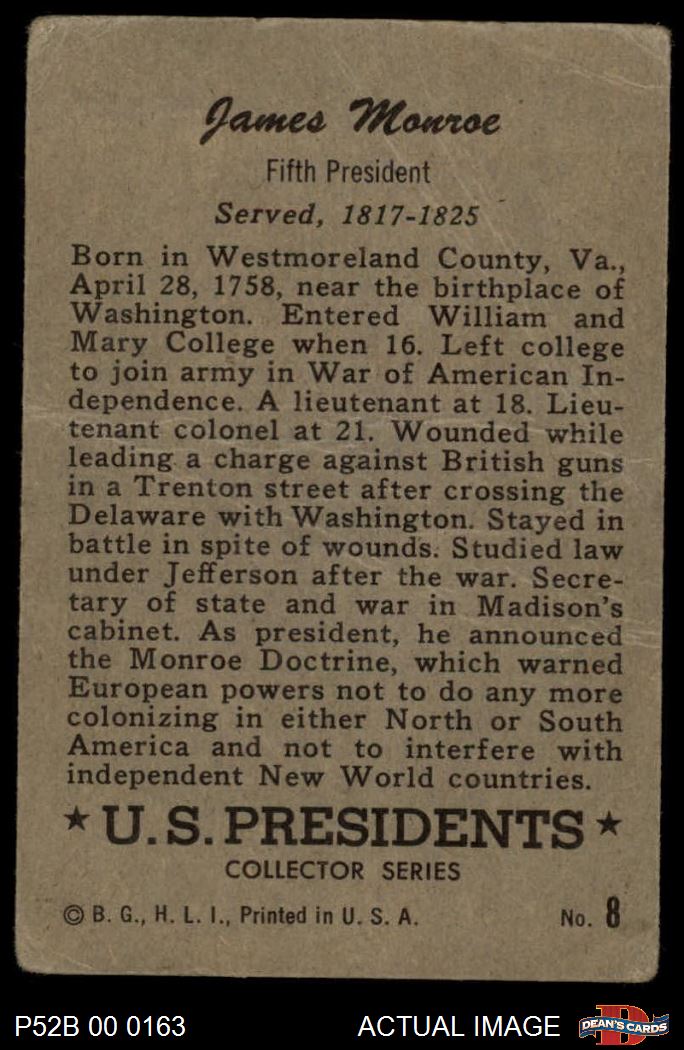 James Monroe
Fifth President
Served, 1817-1825
Born in Westmoreland County, Va.,
April 28, 1758, near the birthplace of
Washington. Entered William and
Mary College when 16. Left college
to join army in War of American In-
dependence. A lieutenant at 18. Lieu-
tenant colonel at 21. Wounded while
leading a charge against British guns
in a Trenton street after crossing the
Delaware with Washington. Stayed in
battle in spite of wounds. Studied law
under Jefferson after the war. Secre-
tary of state and war in Madison's
cabinet. As president, he announced
the Monroe Doctrine, which warned
European powers not to do any more
colonizing in either North or South
America and not to interfere with
independent New World countries.
★ U.S. PRESIDENTS ★
COLLECTOR SERIES
© B. G., H. L. I., Printed in U. S. A. No. 8
P52B 00 0163 ACTUAL IMAGE DEAN'S CARDS